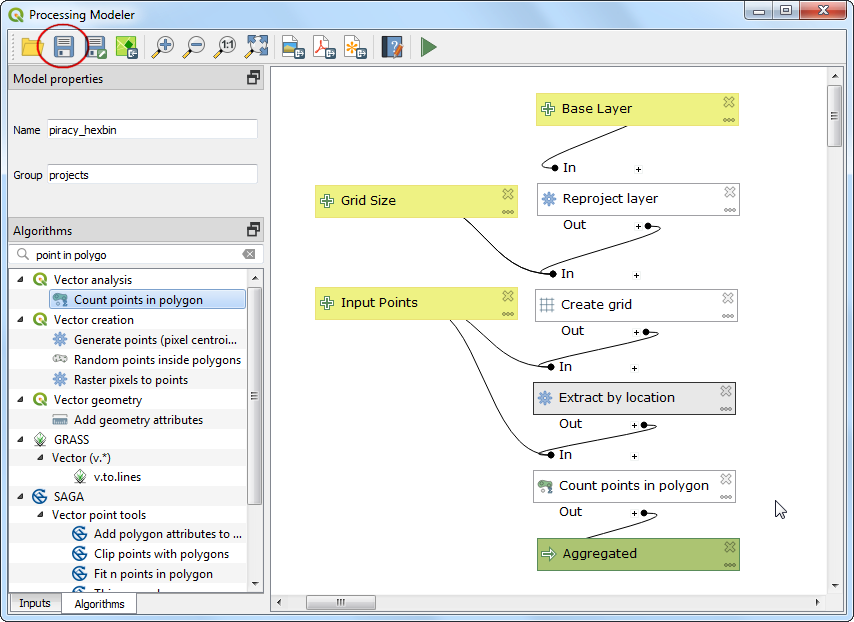 Processing Modeler
1:1
Model properties
Name piracy_hexbin
Group projects
Algorithms
point in polygo
Vector analysis
Count points in polygon
Vector creation
Generate points (pixel centroi...
Random points inside polygons
Raster pixels to points
Vector geometry
Add geometry attributes
GRASS
Vector (v.*)
v.to.lines
SAGA
Vector point tools
Add polygon attributes to ...
Clip points with polygons
Fit n points in polygon
Inputs Algorithms
Base Layer
In
Grid Size
Reproject layer
Out
In
Input Points
Create grid
Out
In
Extract by location
Out
In
Count points in polygon
Out
Aggregated